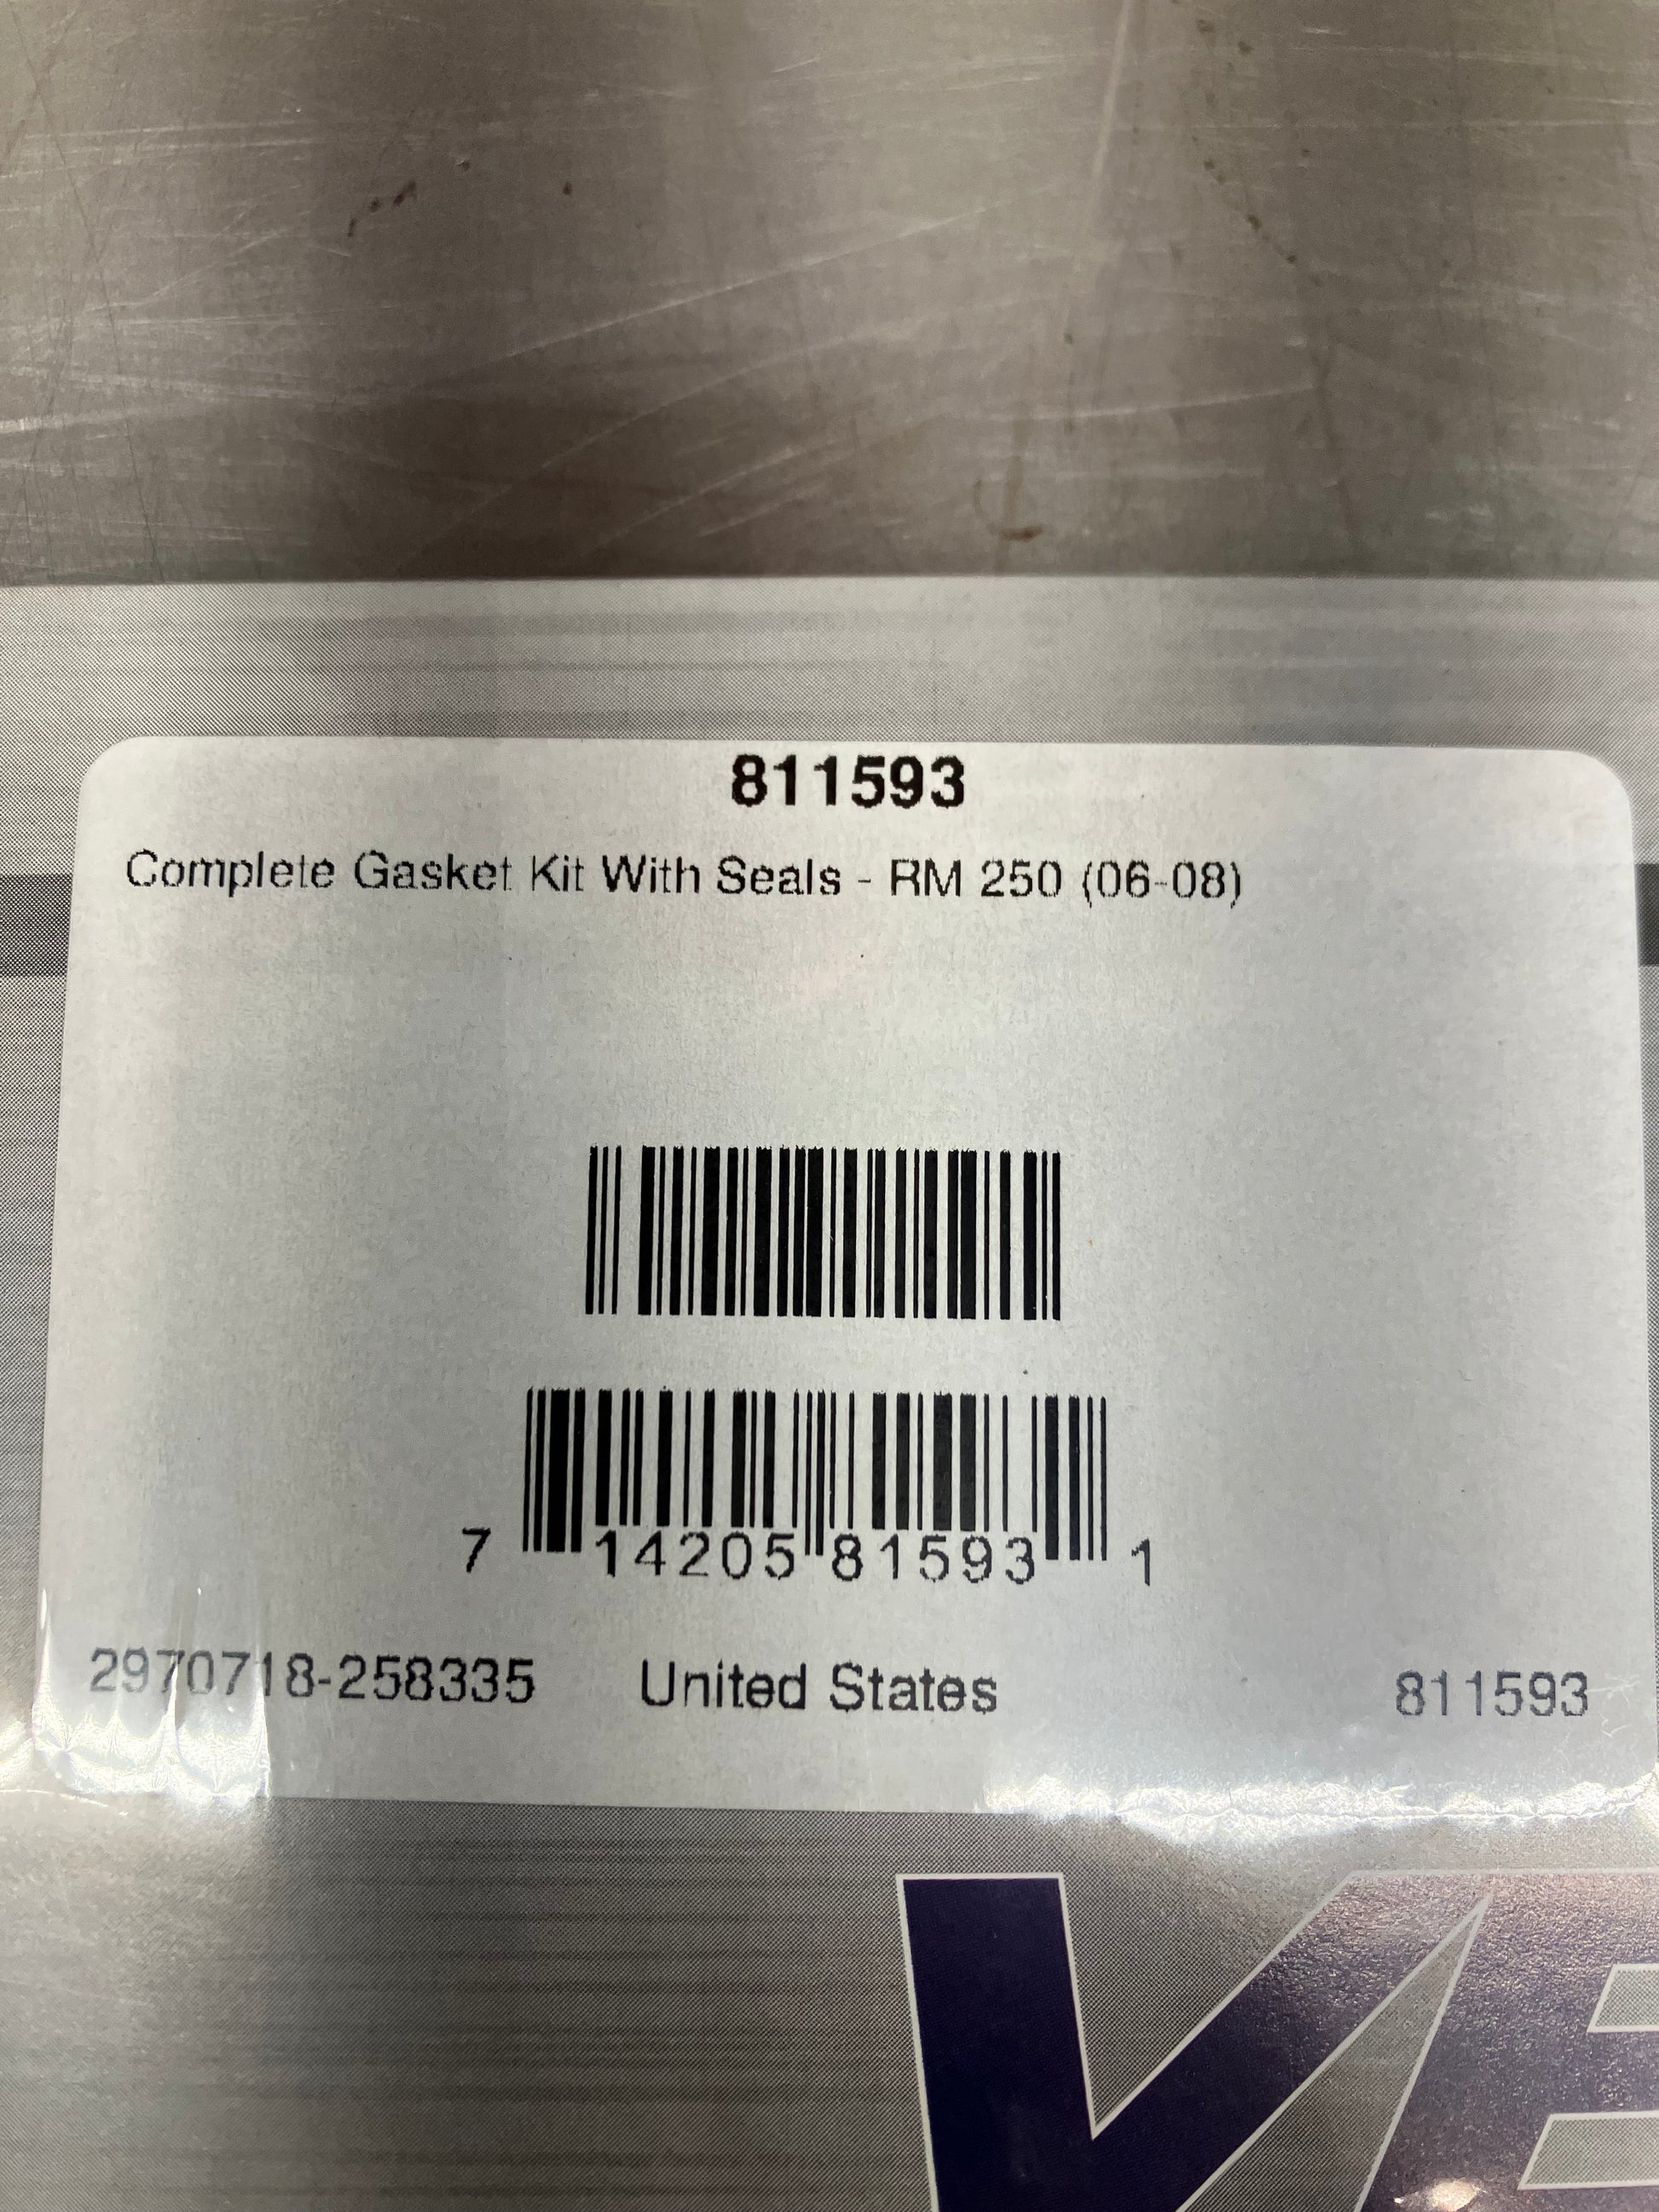 811593
Complete Gasket Kit With Seals - RM 250 (06-08)
7 14205 81593 1
2970718-258335 United States 811593